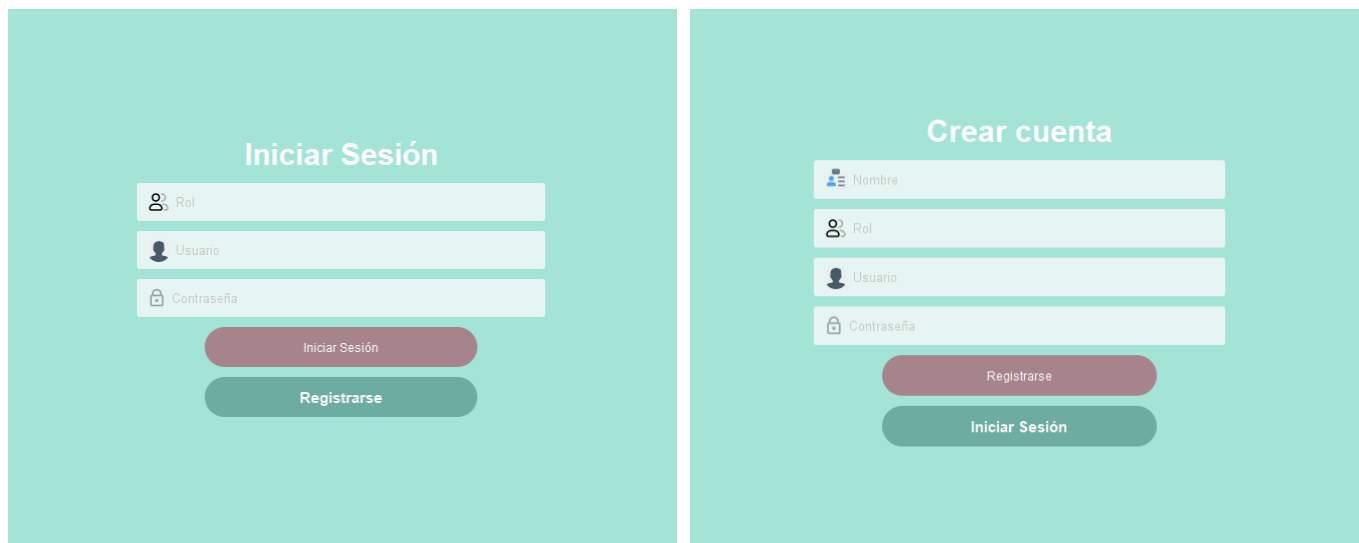 Iniciar Sesión
Rol
Usuario
Contraseña
Iniciar Sesión
Registrarse
Crear cuenta
Nombre
Rol
Usuario
Contraseña
Registrarse
Iniciar Sesión